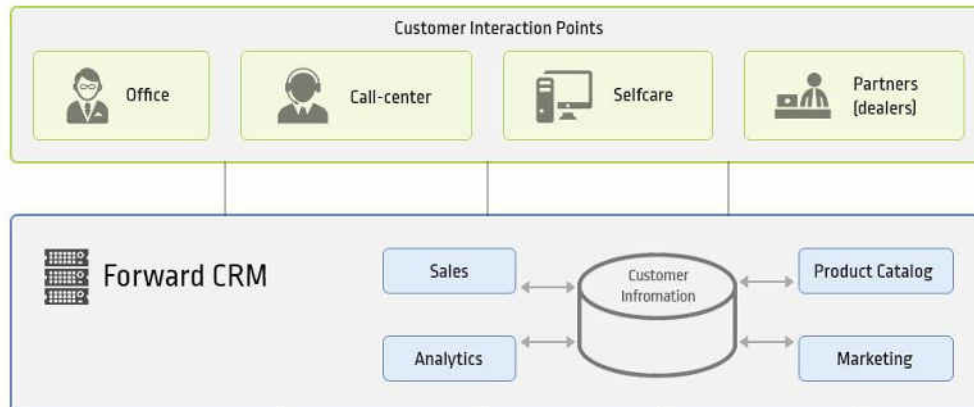 Customer Interaction Points
Office
Call-center
Selfcare
Partners
(dealers)
Forward CRM
Sales
Customer
Infromation
Product Catalog
Analytics
Marketing